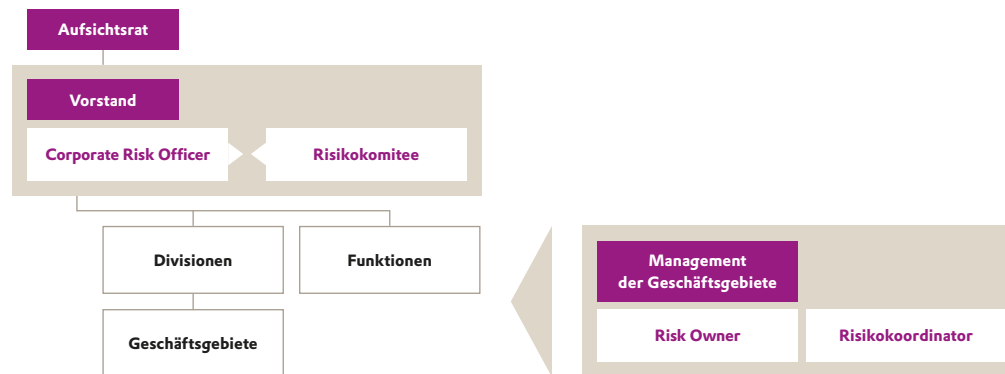 Aufsichtsrat
Vorstand
Corporate Risk Officer
Risikokomitee
Divisionen
Funktionen
Geschäftsgebiete
Management
der Geschäftsgebiete
Risk Owner
Risikokoordinator